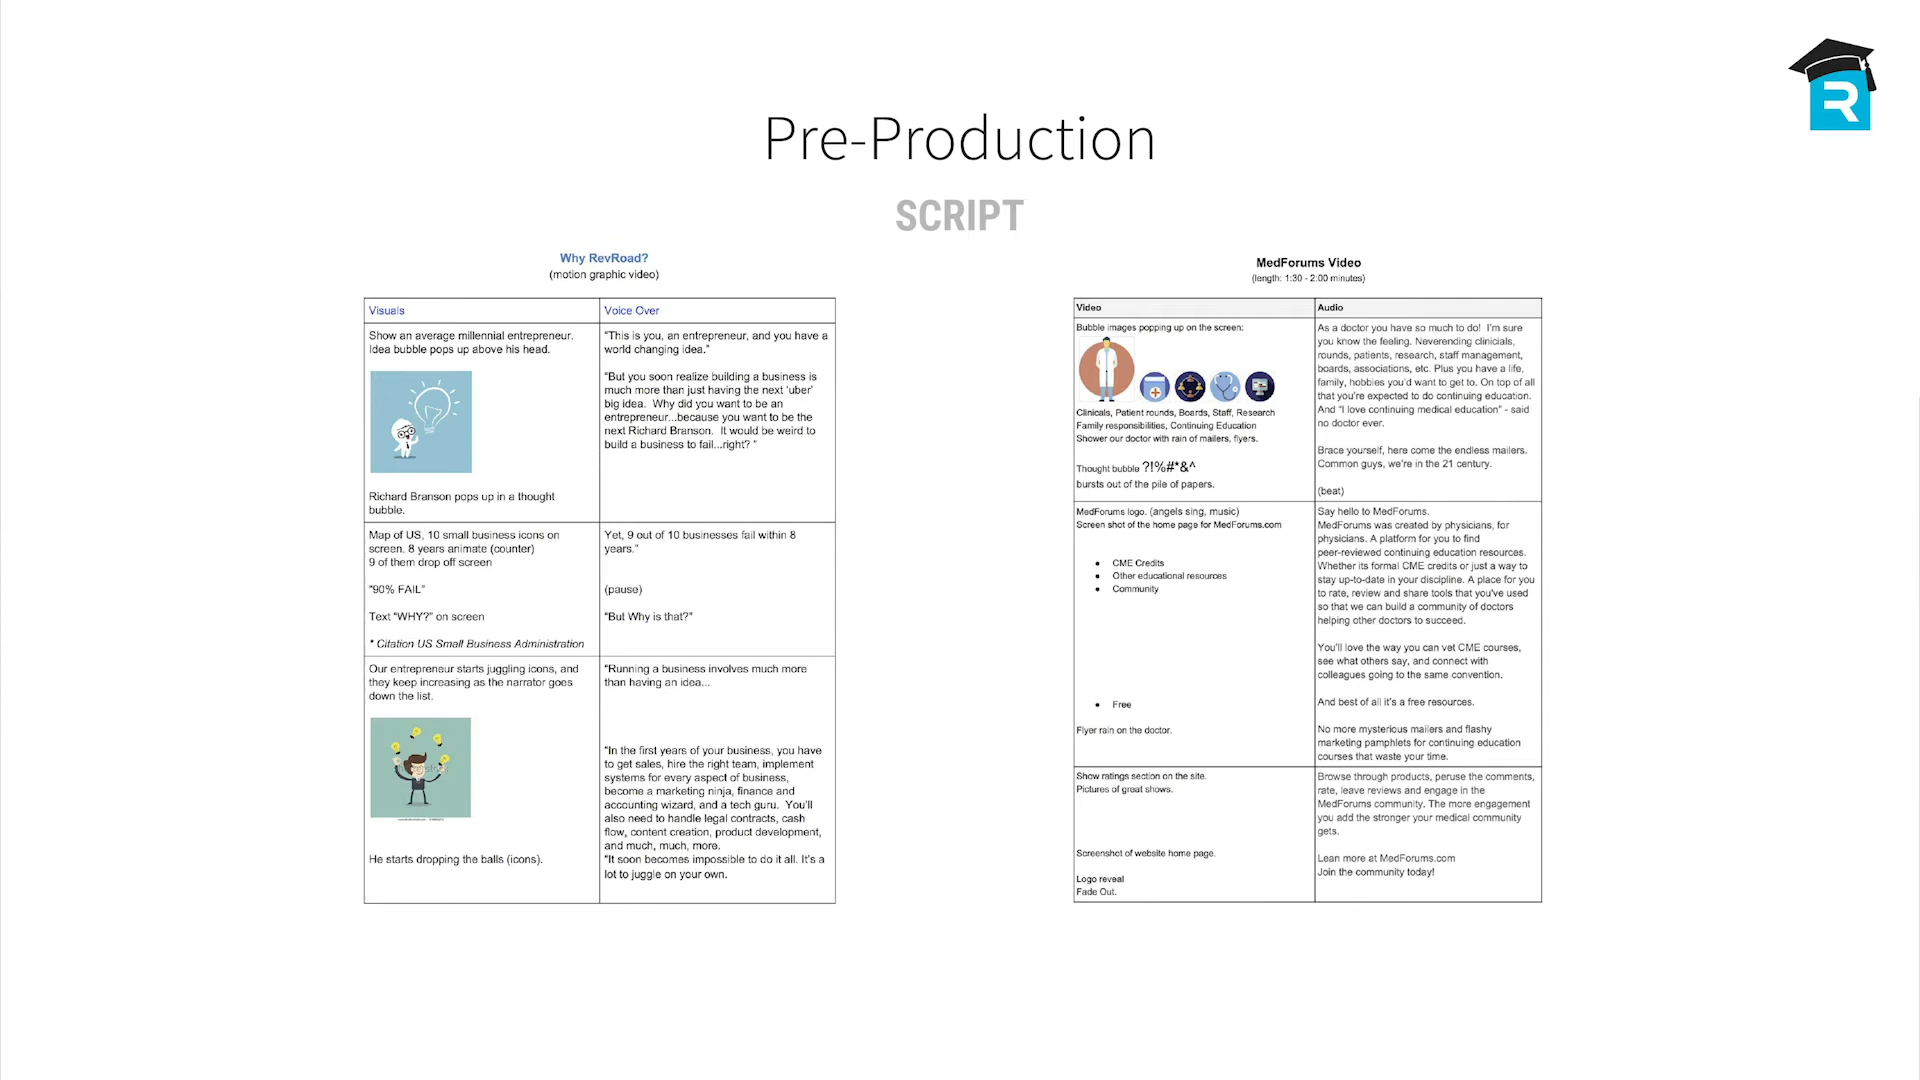 Pre-Production
SCRIPT
Why RevRoad?
(motion graphic video)
Visuals
Voice Over
Show an average millennial entrepreneur.
Idea bubble pops up above his head.
Richard Branson pops up in a thought
bubble.
"This is you, an entrepreneur, and you have a
world changing idea."
"But you soon realize building a business is
much more than just having the next 'uber'
big idea. Why did you want to be an
entrepreneur...because you want to be the
next Richard Branson. It would be weird to
build a business to fail...right? "
Map of US, 10 small business icons on
screen. 8 years animate (counter)
9 of them drop off screen
"90% FAIL"
Text "WHY?" on screen
* Citation US Small Business Administration
Yet, 9 out of 10 businesses fail within 8
years."
(pause)
"But Why is that?"
Our entrepreneur starts juggling icons, and
they keep increasing as the narrator goes
down the list.
He starts dropping the balls (icons).
"Running a business involves much more
than having an idea...
"In the first years of your business, you have
to get sales, hire the right team, implement
systems for every aspect of business,
become a marketing ninja, finance and
accounting wizard, and a tech guru. You'll
also need to handle legal contracts, cash
flow, content creation, product development,
and much, much, more.
"It soon becomes impossible to do it all. It's a
lot to juggle on your own.
MedForums Video
(length: 1:30 - 2:00 minutes)
Video
Audio
Bubble images popping up on the screen:
Clinicals, Patient rounds, Boards, Staff, Research
Family responsibilities, Continuing Education
Shower our doctor with rain of mailers, flyers.
Thought bubble ?!%#*&^
bursts out of the pile of papers.
As a doctor you have so much to do! I'm sure
you know the feeling. Neverending clinicials,
rounds, patients, research, staff management,
boards, associations, etc. Plus you have a life,
family, hobbies you'd want to get to. On top of all
that you're expected to do continuing education.
And "I love continuing medical education" - said
no doctor ever.
Brace yourself, here come the endless mailers.
Common guys, we're in the 21 century.
(beat)
MedForums logo. (angels sing, music)
Screen shot of the home page for MedForums.com
● CME Credits
● Other educational resources
● Community
● Free
Flyer rain on the doctor.
Say hello to MedForums.
MedForums was created by physicians, for
physicians. A platform for you to find
peer-reviewed continuing education resources.
Whether its formal CME credits or just a way to
stay up-to-date in your discipline. A place for you
to rate, review and share tools that you've used
so that we can build a community of doctors
helping other doctors to succeed.
You'll love the way you can vet CME courses,
see what others say, and connect with
colleagues going to the same convention.
And best of all it's a free resources.
No more mysterious mailers and flashy
marketing pamphlets for continuing education
courses that waste your time.
Show ratings section on the site.
Pictures of great shows.
Screenshot of website home page.
Logo reveal
Fade Out.
Browse through products, peruse the comments,
rate, leave reviews and engage in the
MedForums community. The more engagement
you add the stronger your medical community
gets.
Lean more at MedForums.com
Join the community today!